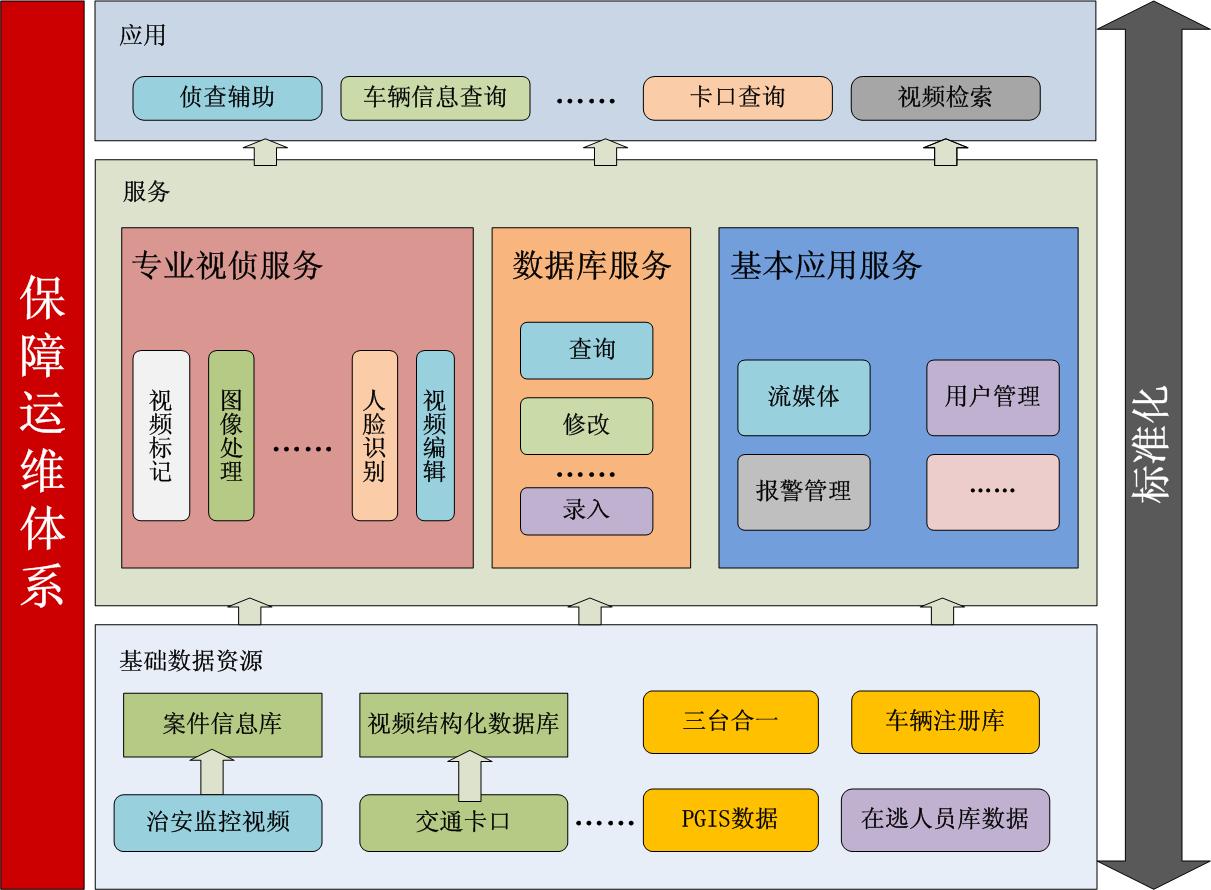 保障运维体系
应用
侦查辅助
车辆信息查询
……
卡口查询
视频检索
服务
专业视侦服务
视频标记
图像处理
……
人脸识别
视频编辑
数据库服务
查询
修改
……
录入
基本应用服务
流媒体
用户管理
报警管理
……
基础数据资源
案件信息库
视频结构化数据库
三台合一
车辆注册库
治安监控视频
交通卡口
……
PGIS数据
在逃人员库数据
标准化